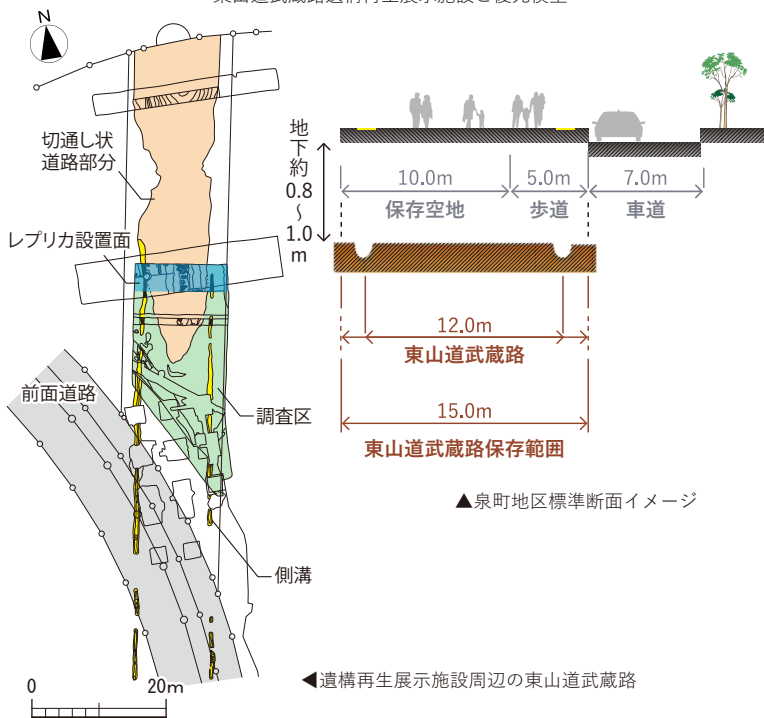 N
切通し状
道路部分
レプリカ設置面
前面道路
調査区
側溝
0 20m
地下約0.8～1.0m
10.0m 5.0m 7.0m
保存空地 歩道 車道
12.0m
東山道武蔵路
15.0m
東山道武蔵路保存範囲
▲泉町地区標準断面イメージ
◀遺構再生展示施設周辺の東山道武蔵路